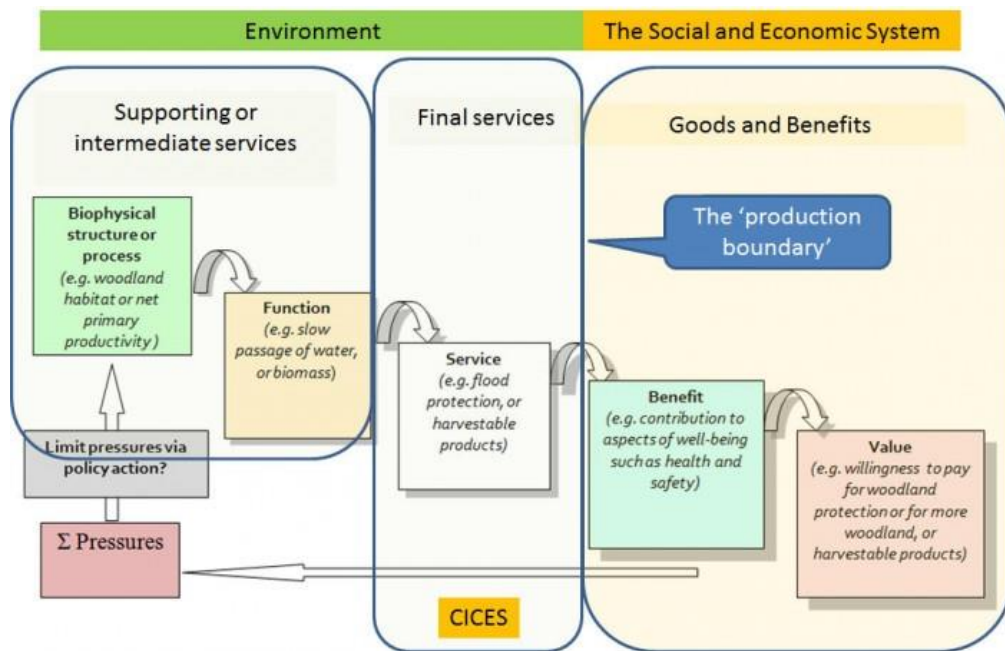 Environment
The Social and Economic System
Supporting or
intermediate services
Final services
Goods and Benefits
The ‘production
boundary’
Biophysical
structure or
process
(e.g. woodland
habitat or net
primary
productivity )
Function
(e.g. slow
passage of water,
or biomass)
Service
(e.g. flood
protection, or
harvestable
products)
Benefit
(e.g. contribution to
aspects of well-being
such as health and
safety)
Value
(e.g. willingness to pay
for woodland
protection or for more
woodland, or
harvestable products)
Limit pressures via
policy action?
Σ Pressures
CICES